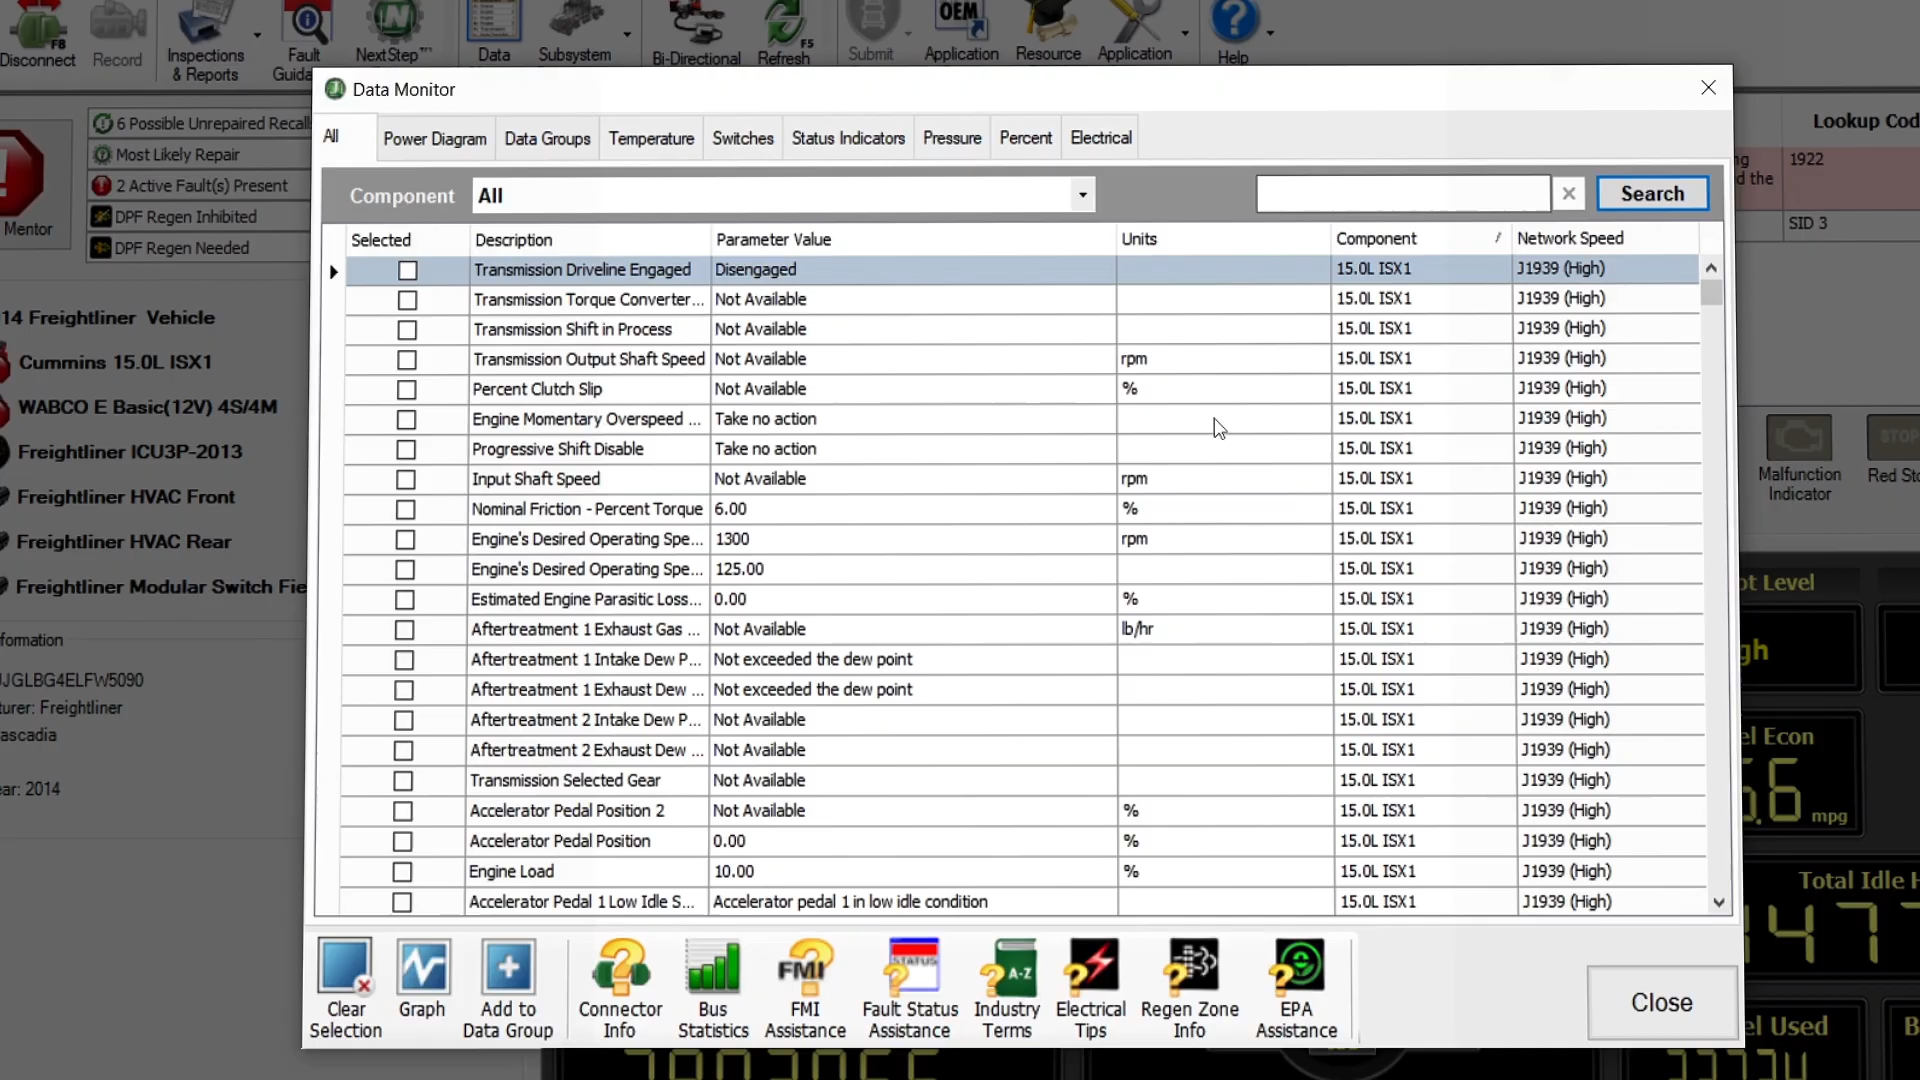 Disconnect F8
Record
Inspections & Reports
Fault
Guida
NextStep™
Data
Subsystem
Bi-Directional
Refresh F5
Submit
OEM
Application
Resource
Application
Help
Data Monitor
All
Power Diagram
Data Groups
Temperature
Switches
Status Indicators
Pressure
Percent
Electrical
Component All
Search
Selected Description Parameter Value Units Component Network Speed
Transmission Driveline Engaged Disengaged 15.0L ISX1 J1939 (High)
Transmission Torque Converter... Not Available 15.0L ISX1 J1939 (High)
Transmission Shift in Process Not Available 15.0L ISX1 J1939 (High)
Transmission Output Shaft Speed Not Available rpm 15.0L ISX1 J1939 (High)
Percent Clutch Slip Not Available % 15.0L ISX1 J1939 (High)
Engine Momentary Overspeed ... Take no action 15.0L ISX1 J1939 (High)
Progressive Shift Disable Take no action 15.0L ISX1 J1939 (High)
Input Shaft Speed Not Available rpm 15.0L ISX1 J1939 (High)
Nominal Friction - Percent Torque 6.00 % 15.0L ISX1 J1939 (High)
Engine's Desired Operating Spe... 1300 rpm 15.0L ISX1 J1939 (High)
Engine's Desired Operating Spe... 125.00 15.0L ISX1 J1939 (High)
Estimated Engine Parasitic Loss... 0.00 % 15.0L ISX1 J1939 (High)
Aftertreatment 1 Exhaust Gas ... Not Available lb/hr 15.0L ISX1 J1939 (High)
Aftertreatment 1 Intake Dew P... Not exceeded the dew point 15.0L ISX1 J1939 (High)
Aftertreatment 1 Exhaust Dew ... Not exceeded the dew point 15.0L ISX1 J1939 (High)
Aftertreatment 2 Intake Dew P... Not Available 15.0L ISX1 J1939 (High)
Aftertreatment 2 Exhaust Dew ... Not Available 15.0L ISX1 J1939 (High)
Transmission Selected Gear Not Available 15.0L ISX1 J1939 (High)
Accelerator Pedal Position 2 Not Available % 15.0L ISX1 J1939 (High)
Accelerator Pedal Position 0.00 % 15.0L ISX1 J1939 (High)
Engine Load 10.00 % 15.0L ISX1 J1939 (High)
Accelerator Pedal 1 Low Idle S... Accelerator pedal 1 in low idle condition 15.0L ISX1 J1939 (High)
Clear Selection
Graph
Add to Data Group
Connector Info
Bus Statistics
FMI
FMI Assistance
STATUS
Fault Status Assistance
A-Z
Industry Terms
Electrical Tips
Regen Zone Info
EPA Assistance
Close
Mentor
6 Possible Unrepaired Recall
Most Likely Repair
2 Active Fault(s) Present
DPF Regen Inhibited
DPF Regen Needed
14 Freightliner Vehicle
Cummins 15.0L ISX1
WABCO E Basic(12V) 4S/4M
Freightliner ICU3P-2013
Freightliner HVAC Front
Freightliner HVAC Rear
Freightliner Modular Switch Fie
formation
JGLBG4ELFW5090
turer: Freightliner
ascadia
ear: 2014
Lookup Cod
ng
d the
1922
SID 3
STOP
Malfunction Indicator
Red Sto
ot Level
gh
el Econ
.6 mpg
Total Idle H
477
el Used
B